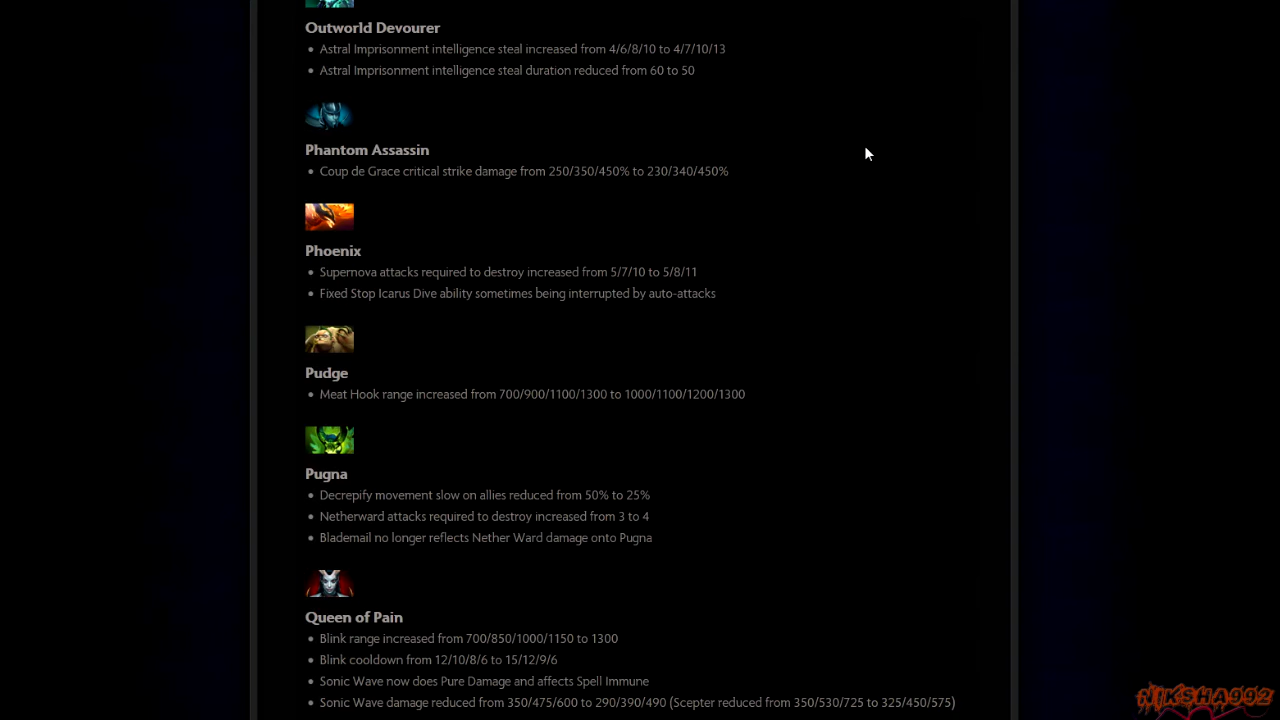 Outworld Devourer
• Astral Imprisonment intelligence steal increased from 4/6/8/10 to 4/7/10/13
• Astral Imprisonment intelligence steal duration reduced from 60 to 50
Phantom Assassin
• Coup de Grace critical strike damage from 250/350/450% to 230/340/450%
Phoenix
• Supernova attacks required to destroy increased from 5/7/10 to 5/8/11
• Fixed Stop Icarus Dive ability sometimes being interrupted by auto-attacks
Pudge
• Meat Hook range increased from 700/900/1100/1300 to 1000/1100/1200/1300
Pugna
• Decrepify movement slow on allies reduced from 50% to 25%
• Netherward attacks required to destroy increased from 3 to 4
• Blademail no longer reflects Nether Ward damage onto Pugna
Queen of Pain
• Blink range increased from 700/850/1000/1150 to 1300
• Blink cooldown from 12/10/8/6 to 15/12/9/6
• Sonic Wave now does Pure Damage and affects Spell Immune
• Sonic Wave damage reduced from 350/475/600 to 290/390/490 (Scepter reduced from 350/530/725 to 325/450/575)
NIKSHA992